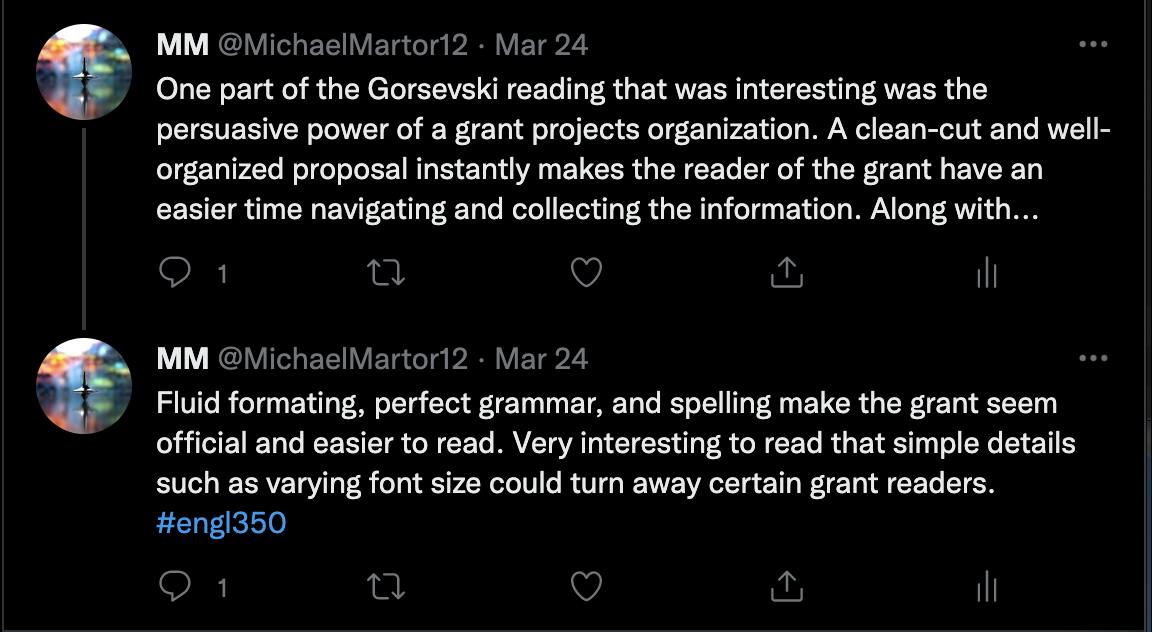 MM @MichaelMartor12 · Mar 24
One part of the Gorsevski reading that was interesting was the
persuasive power of a grant projects organization. A clean-cut and well-
organized proposal instantly makes the reader of the grant have an
easier time navigating and collecting the information. Along with...
1
MM @MichaelMartor12 · Mar 24
Fluid formating, perfect grammar, and spelling make the grant seem
official and easier to read. Very interesting to read that simple details
such as varying font size could turn away certain grant readers.
#engl350
1